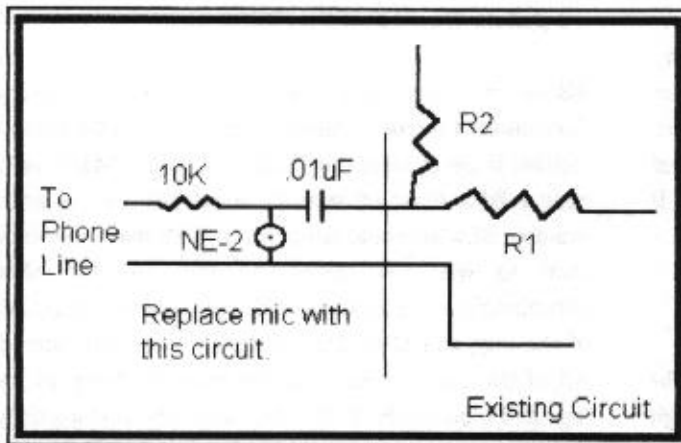 R2
10K
.01uF
To
Phone
Line
NE-2
R1
Replace mic with
this circuit.
Existing Circuit